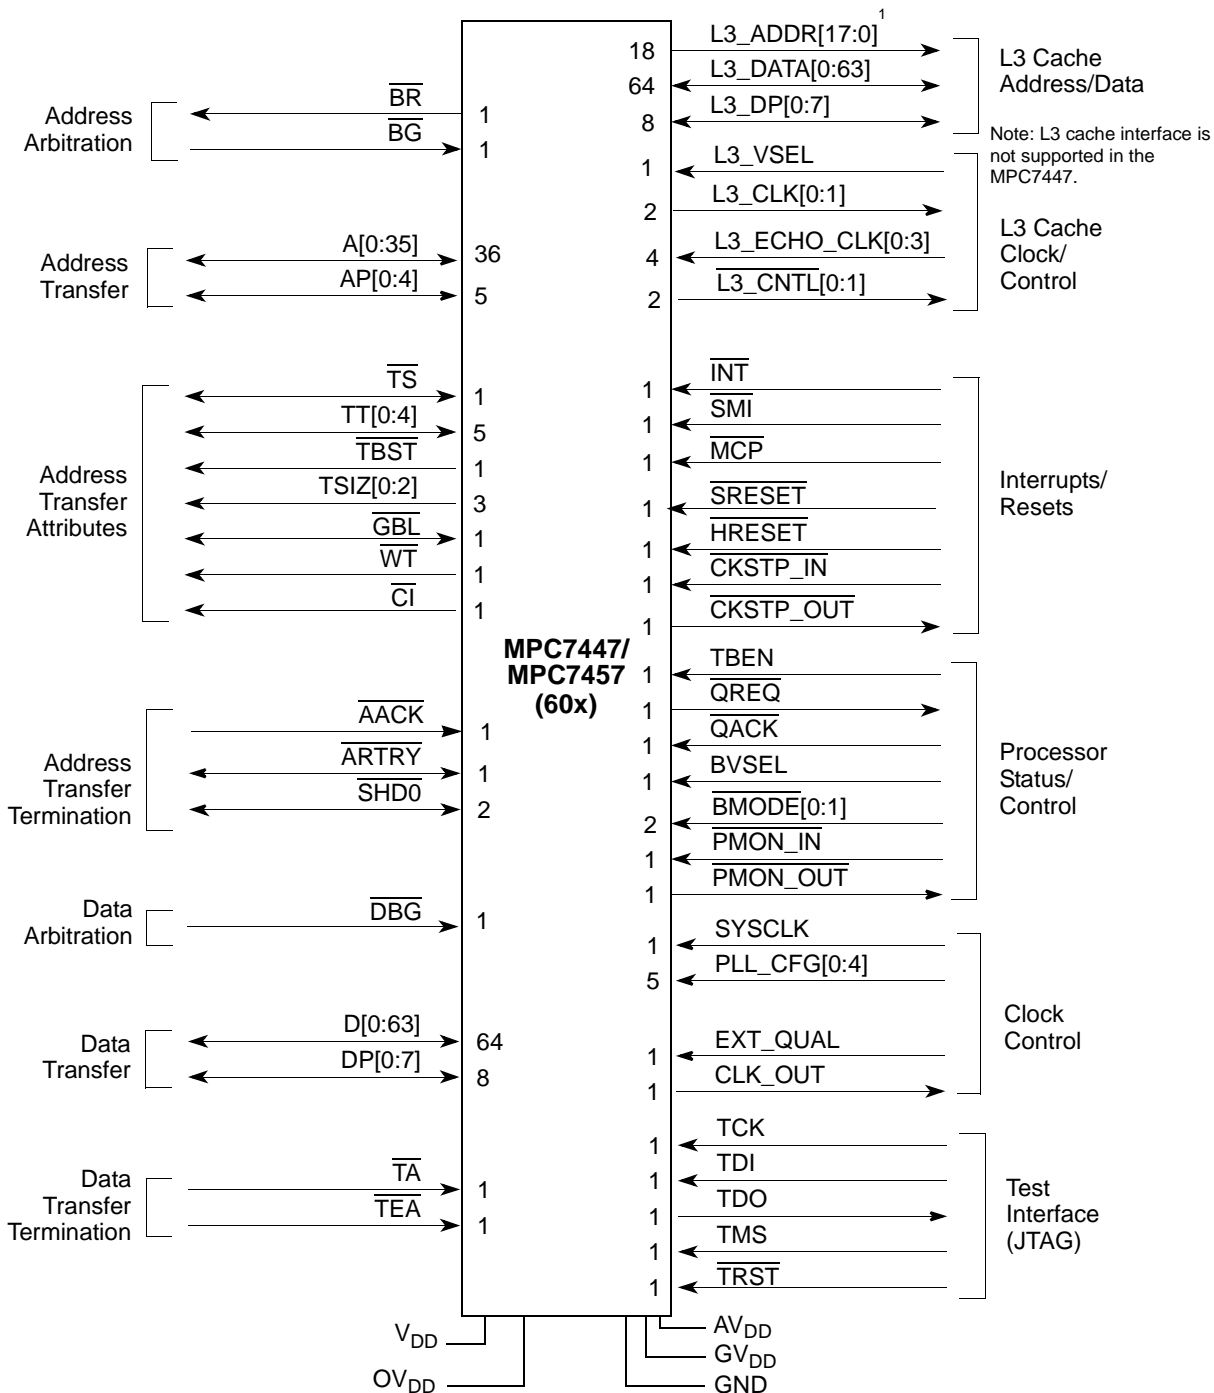 Address
Arbitration
BR
1
BG
1
Address
Transfer
A[0:35]
36
AP[0:4]
5
Address
Transfer
Attributes
TS
1
TT[0:4]
5
TBST
1
TSIZ[0:2]
3
GBL
1
WT
1
CI
1
Address
Transfer
Termination
AACK
1
ARTRY
1
SHD0
2
Data
Arbitration
DBG
1
Data
Transfer
D[0:63]
64
DP[0:7]
8
Data
Transfer
Termination
TA
1
TEA
1
MPC7447/
MPC7457
(60x)
18
L3_ADDR[17:0]1
64
L3_DATA[0:63]
8
L3_DP[0:7]
L3 Cache
Address/Data
Note: L3 cache interface is
not supported in the
MPC7447.
1
L3_VSEL
2
L3_CLK[0:1]
4
L3_ECHO_CLK[0:3]
2
L3_CNTL[0:1]
L3 Cache
Clock/
Control
1
INT
1
SMI
1
MCP
1
SRESET
1
HRESET
1
CKSTP_IN
1
CKSTP_OUT
Interrupts/
Resets
1
TBEN
1
QREQ
1
QACK
1
BVSEL
2
BMODE[0:1]
1
PMON_IN
1
PMON_OUT
Processor
Status/
Control
1
SYSCLK
5
PLL_CFG[0:4]
1
EXT_QUAL
1
CLK_OUT
Clock
Control
1
TCK
1
TDI
1
TDO
1
TMS
1
TRST
Test
Interface
(JTAG)
VDD
OVDD
AVDD
GVDD
GND